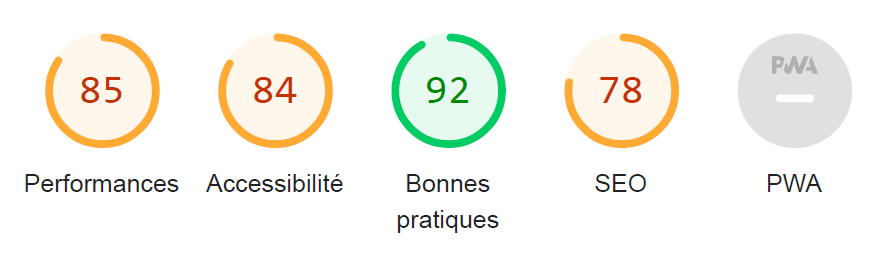 85 84 92 78 PWA
Performances Accessibilité Bonnes SEO PWA
pratiques